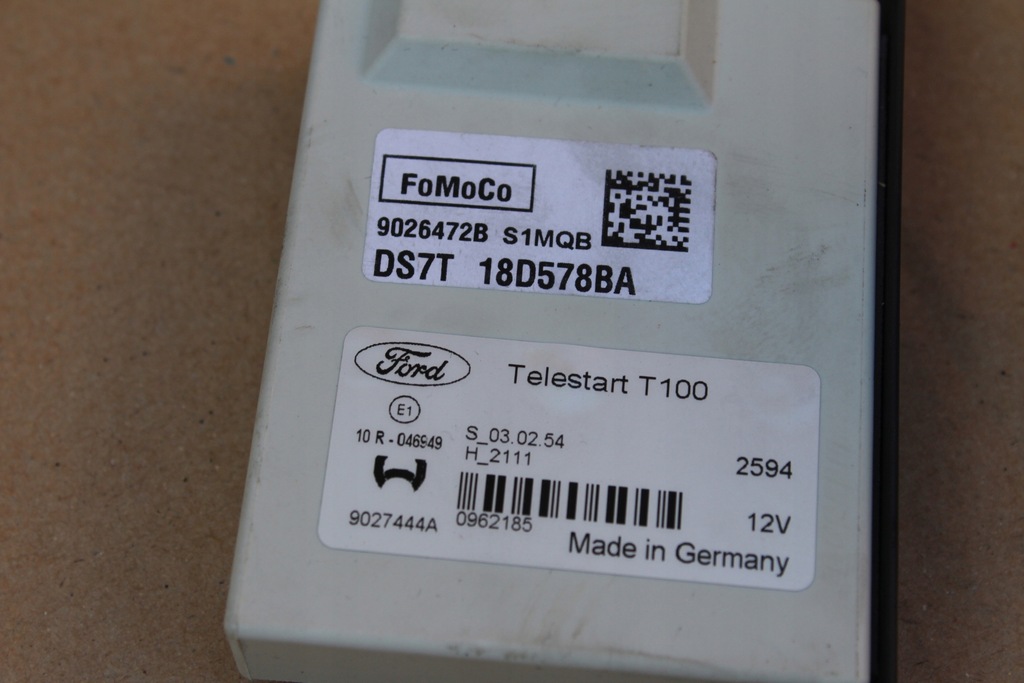 FoMoCo
9026472B S1MQB
DS7T 18D578BA
Ford
Telestart T100
E1
10 R - 046949
S_03.02.54
H_2111
2594
9027444A
0962185
12V
Made in Germany